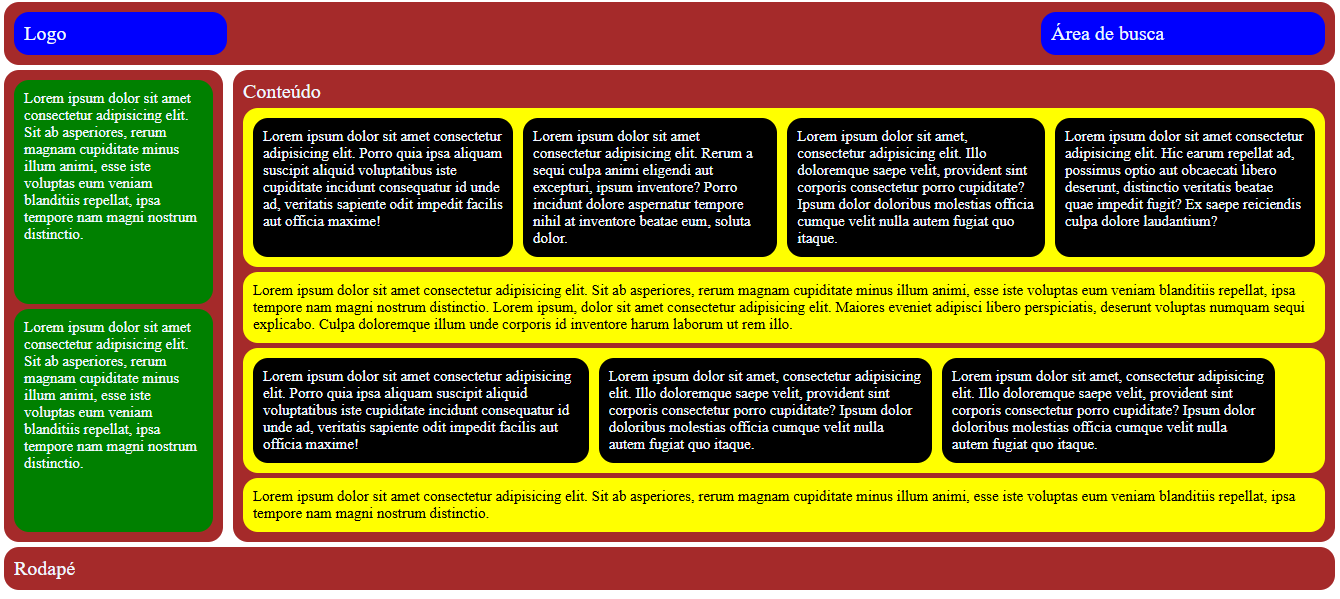 Logo
Área de busca
Lorem ipsum dolor sit amet
consectetur adipisicing elit.
Sit ab asperiores, rerum
magnam cupiditate minus
illum animi, esse iste
voluptas eum veniam
blanditiis repellat, ipsa
tempore nam magni nostrum
distinctio.
Lorem ipsum dolor sit amet
consectetur adipisicing elit.
Sit ab asperiores, rerum
magnam cupiditate minus
illum animi, esse iste
voluptas eum veniam
blanditiis repellat, ipsa
tempore nam magni nostrum
distinctio.
Conteúdo
Lorem ipsum dolor sit amet consectetur
adipisicing elit. Porro quia ipsa aliquam
suscipit aliquid voluptatibus iste
cupiditate incidunt consequatur id unde
ad, veritatis sapiente odit impedit facilis
aut officia maxime!
Lorem ipsum dolor sit amet
consectetur adipisicing elit. Rerum a
sequi culpa animi eligendi aut
excepturi, ipsum inventore? Porro
incidunt dolore aspernatur tempore
nihil at inventore beatae eum, soluta
dolor.
Lorem ipsum dolor sit amet,
consectetur adipisicing elit. Illo
doloremque saepe velit, provident sint
corporis consectetur porro cupiditate?
Ipsum dolor doloribus molestias officia
cumque velit nulla autem fugiat quo
itaque.
Lorem ipsum dolor sit amet consectetur
adipisicing elit. Hic earum repellat ad,
possimus optio aut obcaecati libero
deserunt, distinctio veritatis beatae
quae impedit fugit? Ex saepe reiciendis
culpa dolore laudantium?
Lorem ipsum dolor sit amet consectetur adipisicing elit. Sit ab asperiores, rerum magnam cupiditate minus illum animi, esse iste voluptas eum veniam blanditiis repellat, ipsa
tempore nam magni nostrum distinctio. Lorem ipsum, dolor sit amet consectetur adipisicing elit. Maiores eveniet adipisci libero perspiciatis, deserunt voluptas numquam sequi
explicabo. Culpa doloremque illum unde corporis id inventore harum laborum ut rem illo.
Lorem ipsum dolor sit amet consectetur adipisicing
elit. Porro quia ipsa aliquam suscipit aliquid
voluptatibus iste cupiditate incidunt consequatur id
unde ad, veritatis sapiente odit impedit facilis aut
officia maxime!
Lorem ipsum dolor sit amet, consectetur adipisicing
elit. Illo doloremque saepe velit, provident sint
corporis consectetur porro cupiditate? Ipsum dolor
doloribus molestias officia cumque velit nulla
autem fugiat quo itaque.
Lorem ipsum dolor sit amet, consectetur adipisicing
elit. Illo doloremque saepe velit, provident sint
corporis consectetur porro cupiditate? Ipsum dolor
doloribus molestias officia cumque velit nulla
autem fugiat quo itaque.
Lorem ipsum dolor sit amet consectetur adipisicing elit. Sit ab asperiores, rerum magnam cupiditate minus illum animi, esse iste voluptas eum veniam blanditiis repellat, ipsa
tempore nam magni nostrum distinctio.
Rodapé